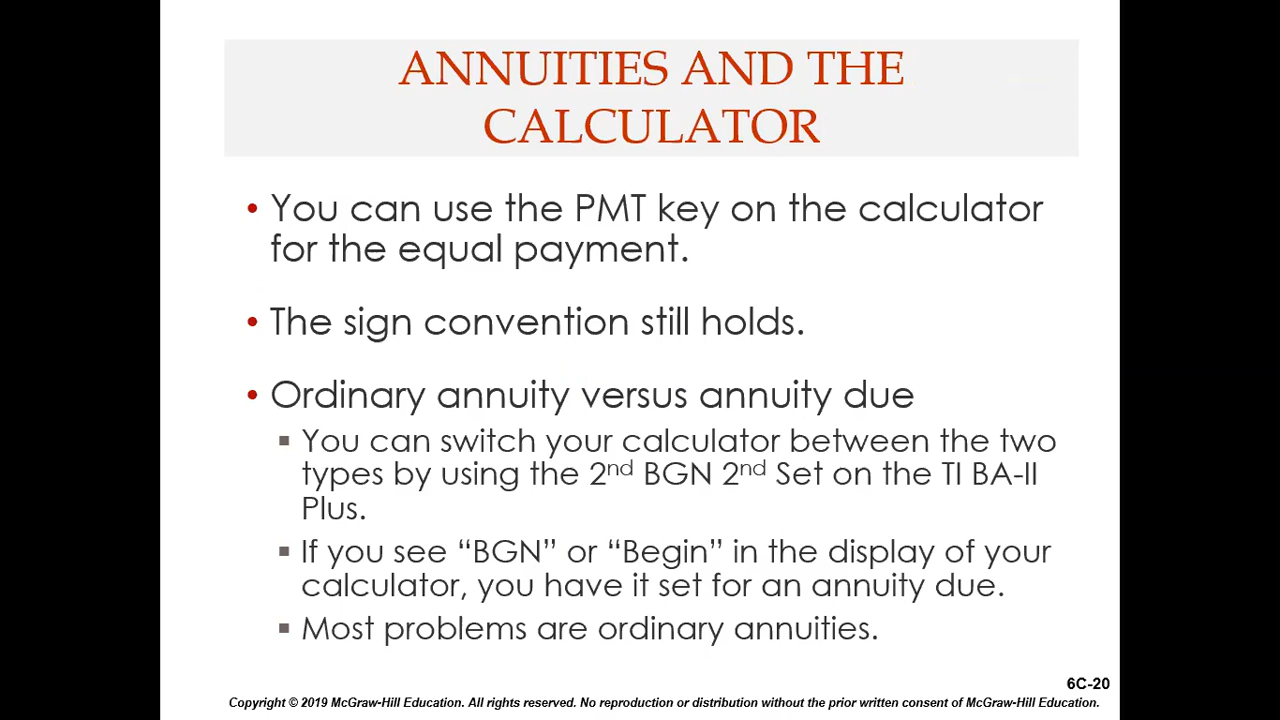 ANNUITIES AND THE
CALCULATOR
• You can use the PMT key on the calculator
for the equal payment.
• The sign convention still holds.
• Ordinary annuity versus annuity due
▪ You can switch your calculator between the two
types by using the 2nd BGN 2nd Set on the TI BA-II
Plus.
▪ If you see “BGN” or “Begin” in the display of your
calculator, you have it set for an annuity due.
▪ Most problems are ordinary annuities.
6C-20
Copyright © 2019 McGraw-Hill Education. All rights reserved. No reproduction or distribution without the prior written consent of McGraw-Hill Education.